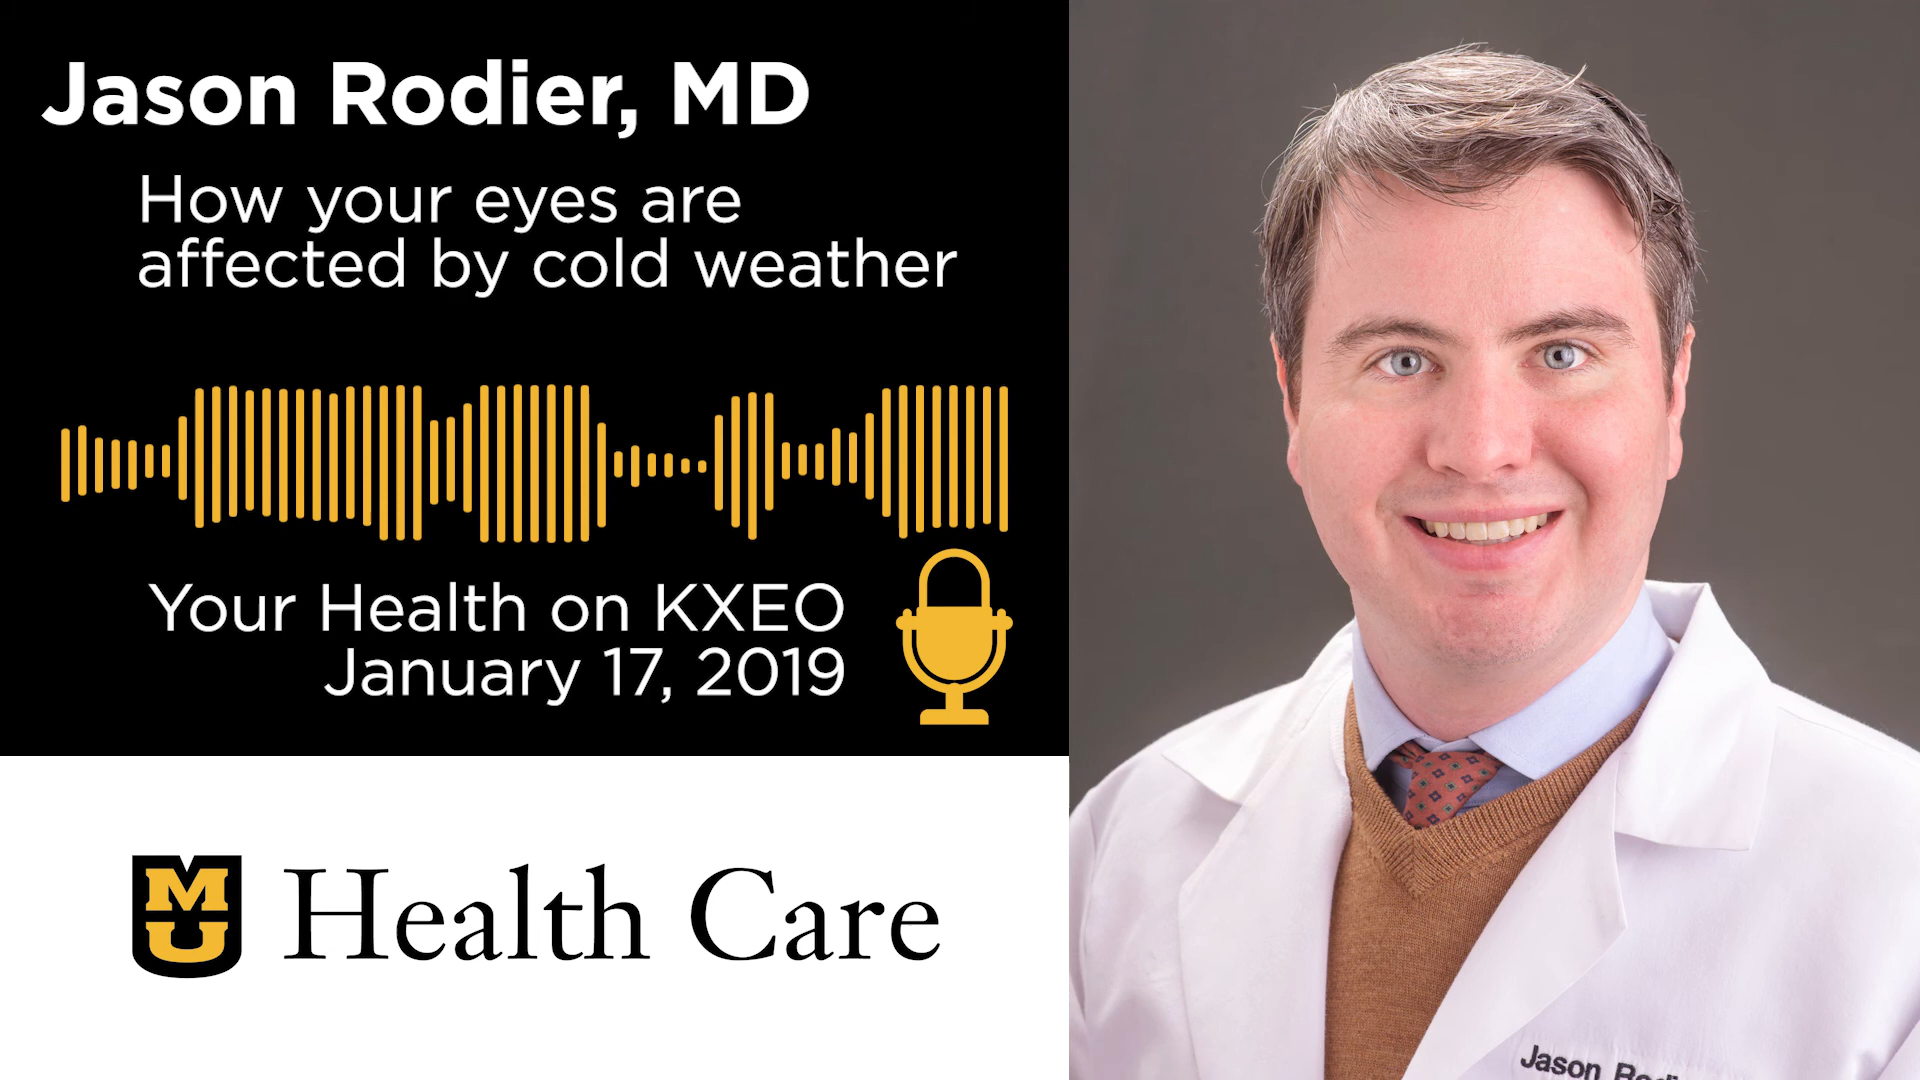 Jason Rodier, MD
How your eyes are
affected by cold weather
Your Health on KXEO
January 17, 2019
MU Health Care
Jason